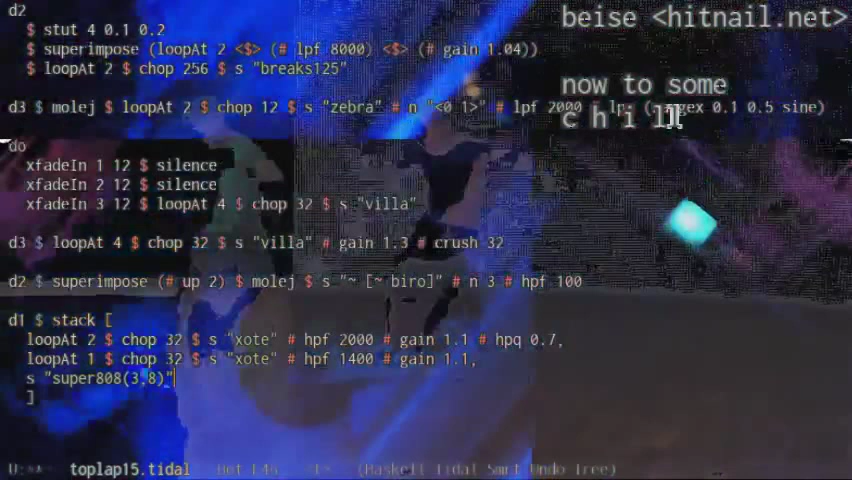 d2
$ stut 4 0.1 0.2
$ superimpose (loopAt 2 <$> (# lpf 8000) <$> (# gain 1.04))
$ loopAt 2 $ chop 256 $ s "breaks125"
d3 $ molej $ loopAt 2 $ chop 12 $ s "zebra" # n "<0 1>" # lpf 2000 0.1 0.5 sine)
do
xfadeIn 1 12 $ silence
xfadeIn 2 12 $ silence
xfadeIn 3 12 $ loopAt 4 $ chop 32 $ s "villa"
d3 $ loopAt 4 $ chop 32 $ s "villa" # gain 1.3 # crush 32
d2 $ superimpose (# up 2) $ molej $ s "~ [~ biro]" # n 3 # hpf 100
d1 $ stack [
loopAt 2 $ chop 32 $ s "xote" # hpf 2000 # gain 1.1 # hpq 0.7,
loopAt 1 $ chop 32 $ s "xote" # hpf 1400 # gain 1.1,
s "super808(3,8)"
]
toplap15.tidal (Haskell Tidal Smrt Undo Tree)
beise <hitnail.net>
now to some
c h i l l